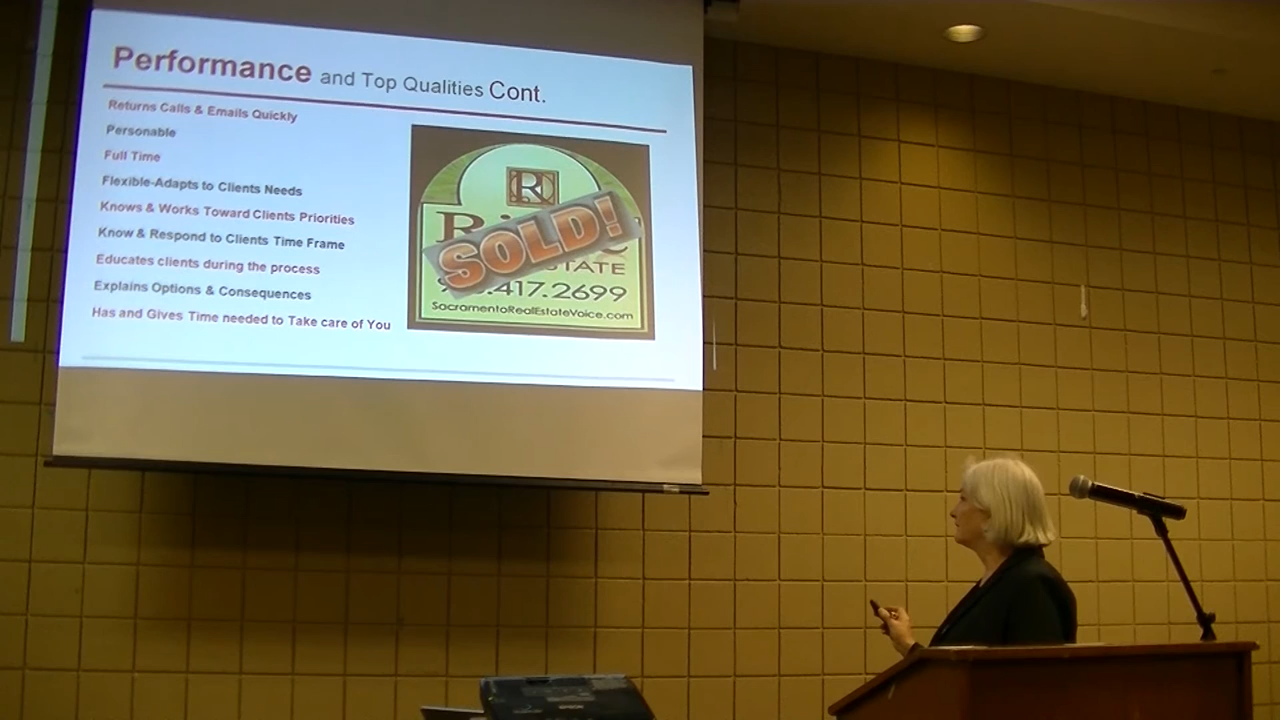 Performance and Top Qualities Cont.
Returns Calls & Emails Quickly
Personable
Full Time
Flexible-Adapts to Clients Needs
Knows & Works Toward Clients Priorities
Know & Respond to Clients Time Frame
Educates clients during the process
Explains Options & Consequences
Has and Gives Time needed to Take care of You
R
SOLD!
417.2699
SacramentoRealEstateVoice.com
EPSON